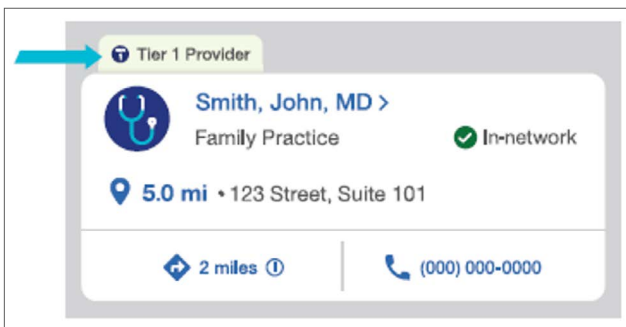 Tier 1 Provider
Smith, John, MD >
Family Practice
In-network
5.0 mi • 123 Street, Suite 101
2 miles
(000) 000-0000